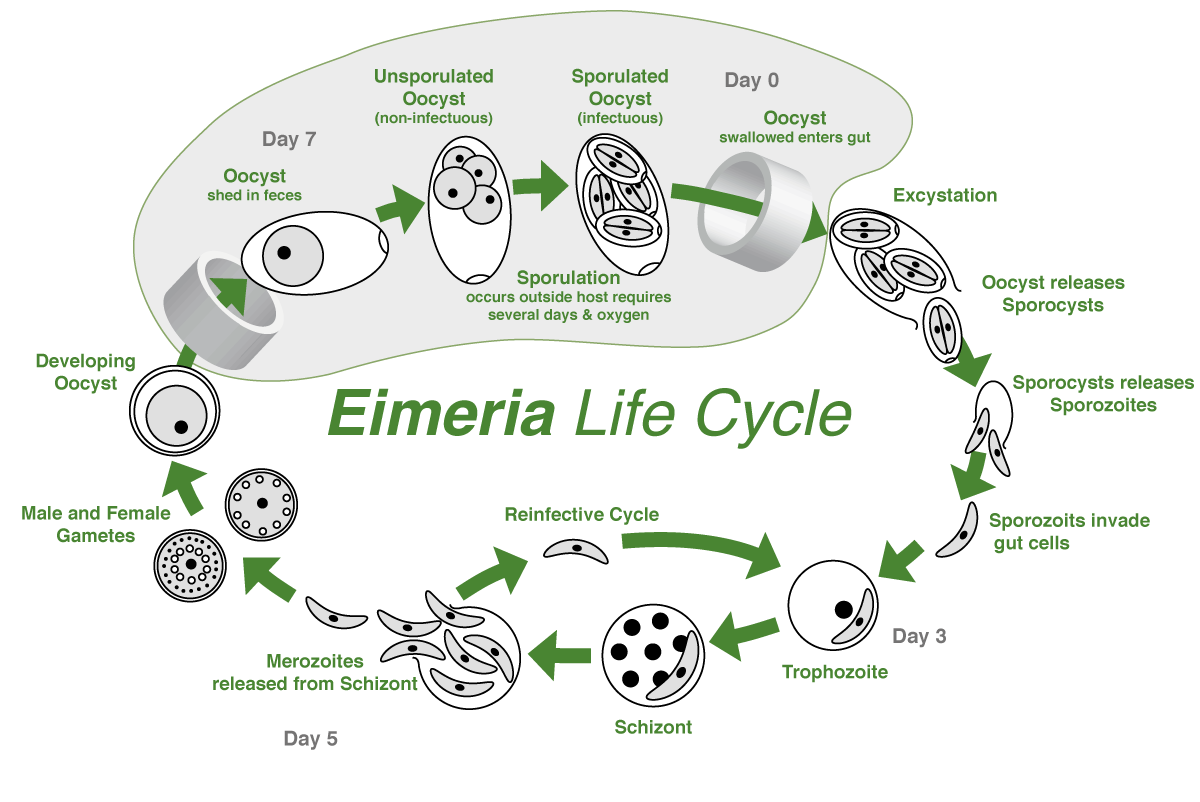 Unsporulated
Oocyst
(non-infectuous)
Sporulated
Oocyst
(infectuous)
Day 0
Oocyst
swallowed enters gut
Day 7
Oocyst
shed in feces
Excystation
Sporulation
occurs outside host requires
several days & oxygen
Oocyst releases
Sporocysts
Developing
Oocyst
Eimeria Life Cycle
Sporocysts releases
Sporozoites
Male and Female
Gametes
Reinfective Cycle
Sporozoits invade
gut cells
Day 3
Merozoites
released from Schizont
Trophozoite
Schizont
Day 5